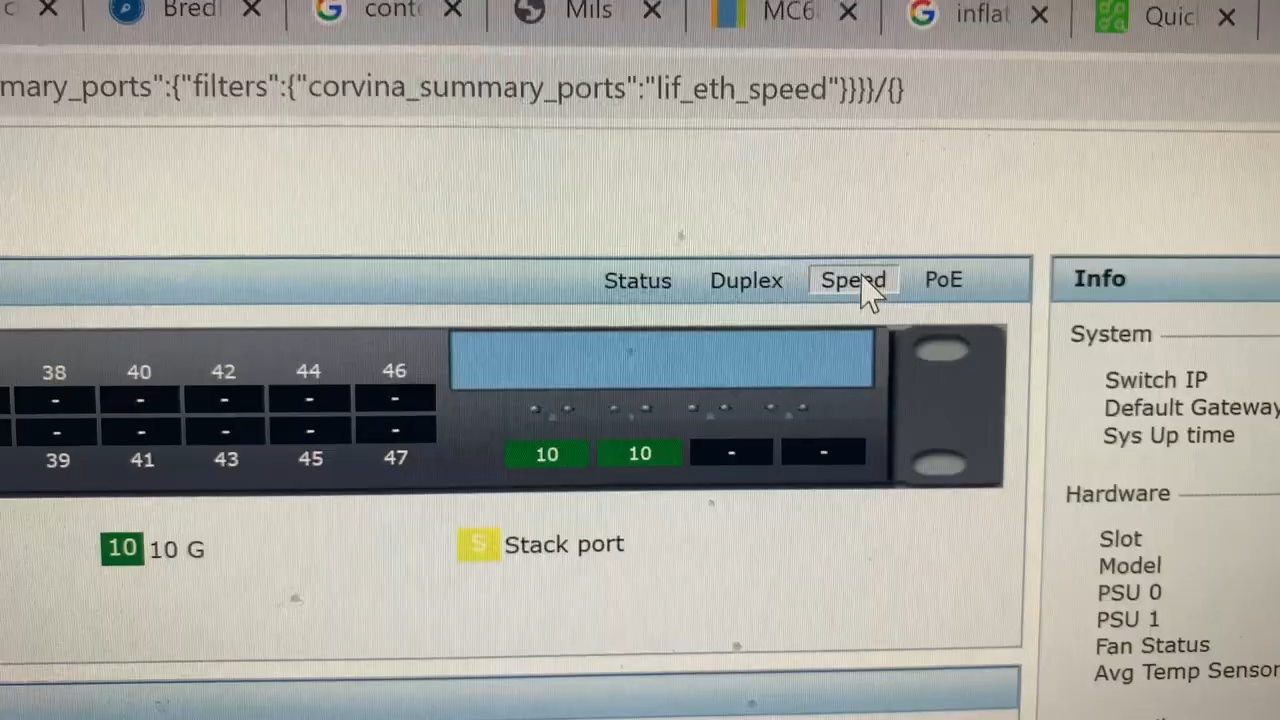 c Bred cont Mils MC6 inflat Quic
mary_ports":{"filters":{"corvina_summary_ports":"lif_eth_speed"}}}}/{}
Status Duplex Speed PoE
38 40 42 44 46
- - - - -
- - - - -
39 41 43 45 47
10 10 - -
10 10 G
S Stack port
Info
System
Switch IP
Default Gateway
Sys Up time
Hardware
Slot
Model
PSU 0
PSU 1
Fan Status
Avg Temp Sensor